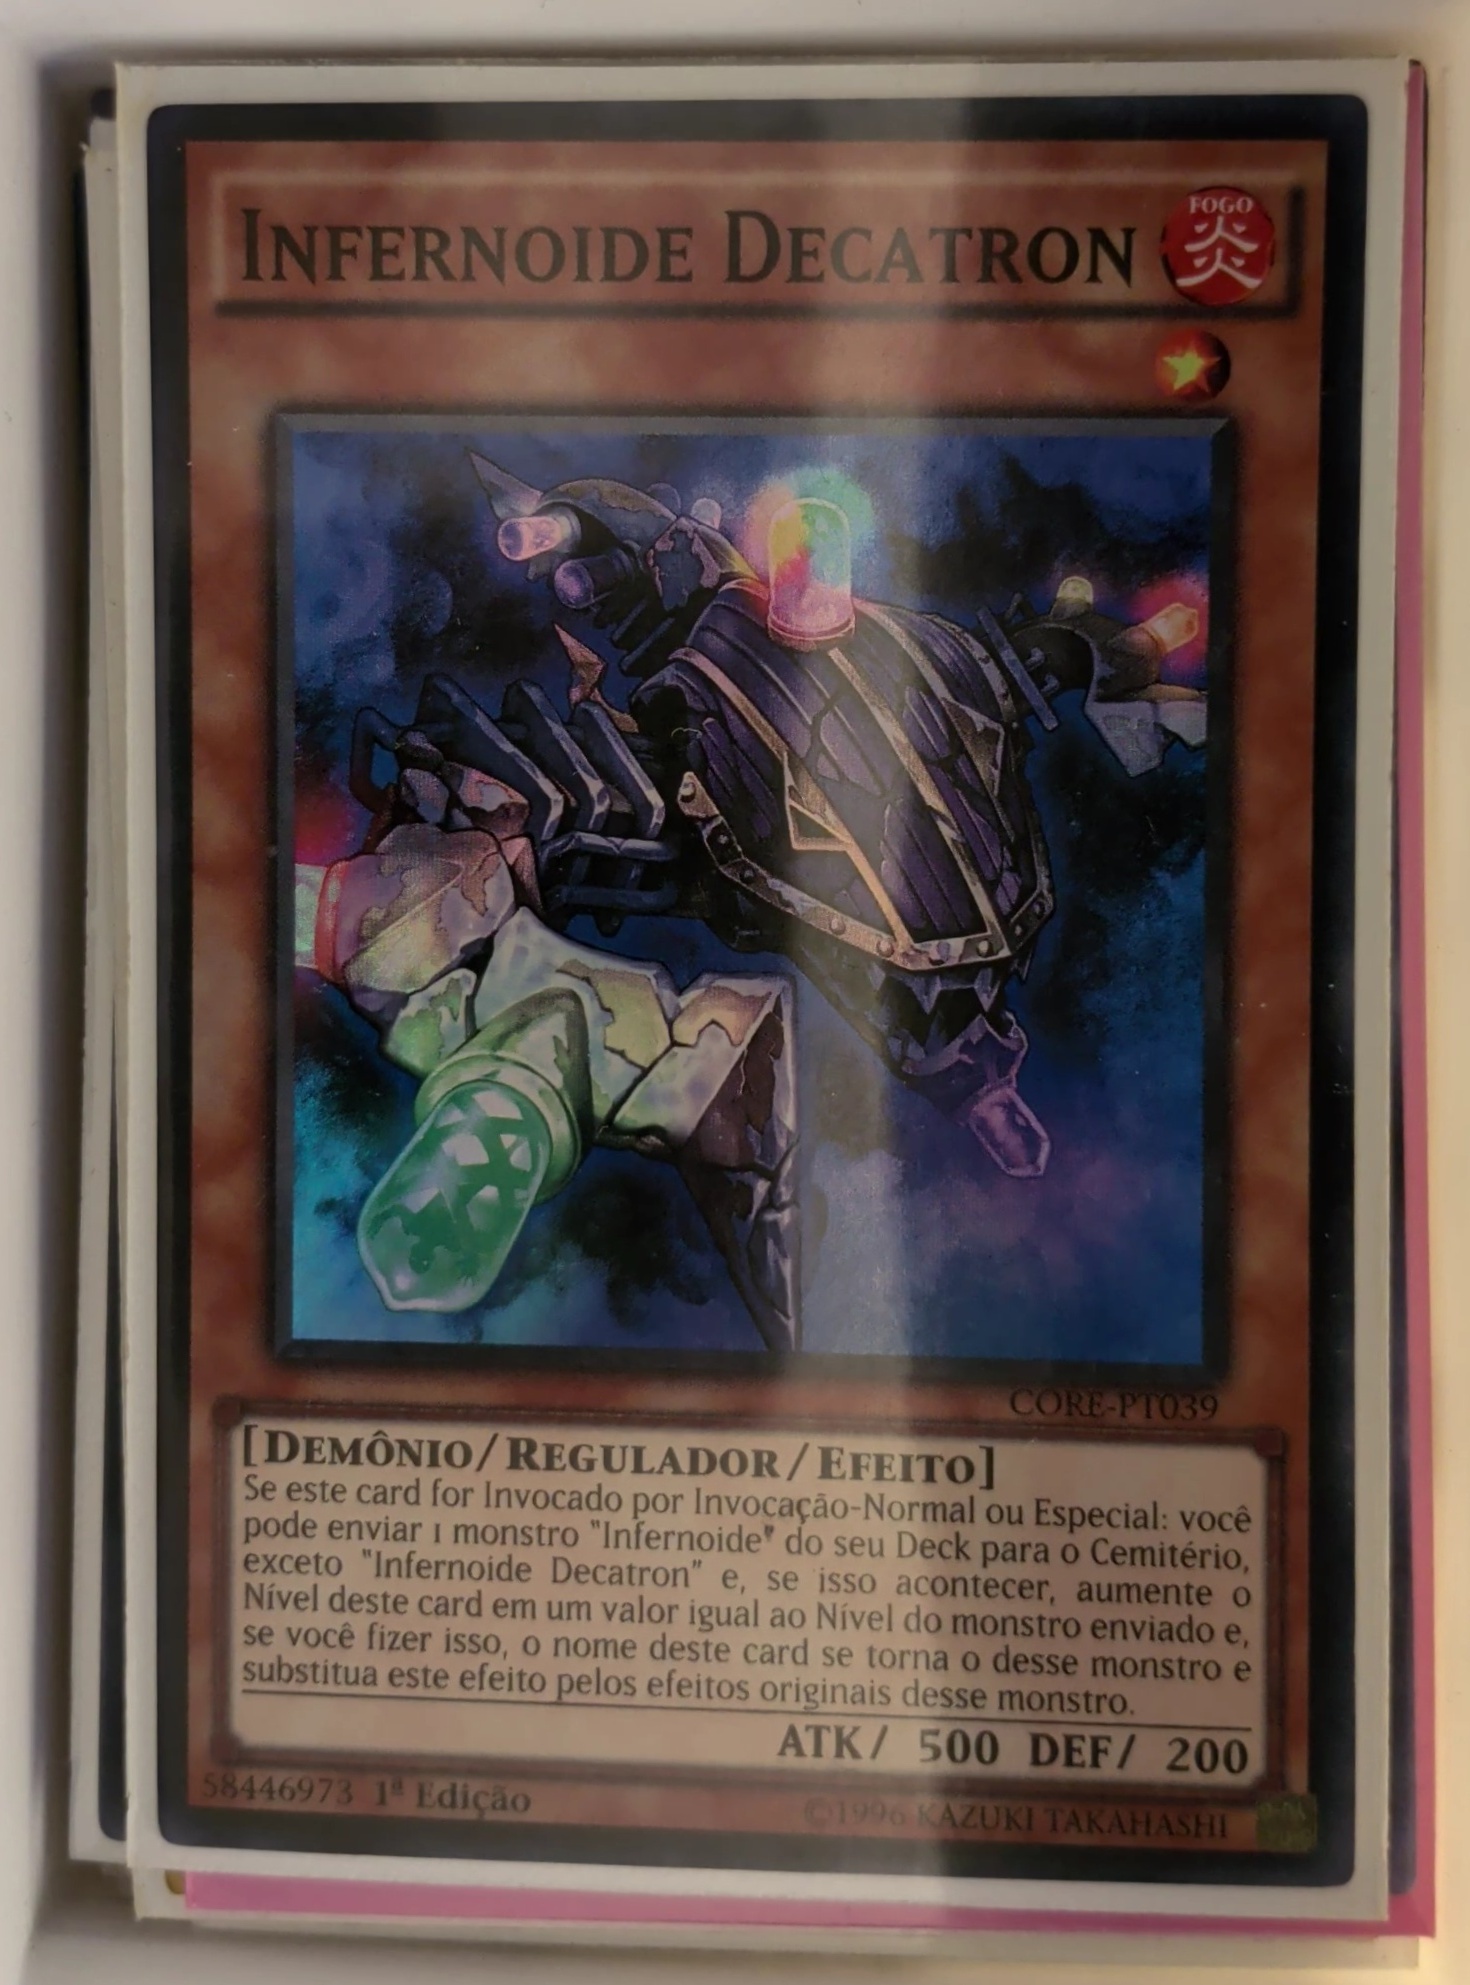 INFERNOIDE DECATRON
FOGO
炎
CORE-PT039
[DEMÔNIO/REGULADOR/EFEITO]
Se este card for Invocado por Invocação-Normal ou Especial: você
pode enviar 1 monstro "Infernoide" do seu Deck para o Cemitério,
exceto "Infernoide Decatron" e, se isso acontecer, aumente o
Nível deste card em um valor igual ao Nível do monstro enviado e,
se você fizer isso, o nome deste card se torna o desse monstro e
substitua este efeito pelos efeitos originais desse monstro.
ATK/ 500 DEF/ 200
58446973 1ª Edição
©1996 KAZUKI TAKAHASHI